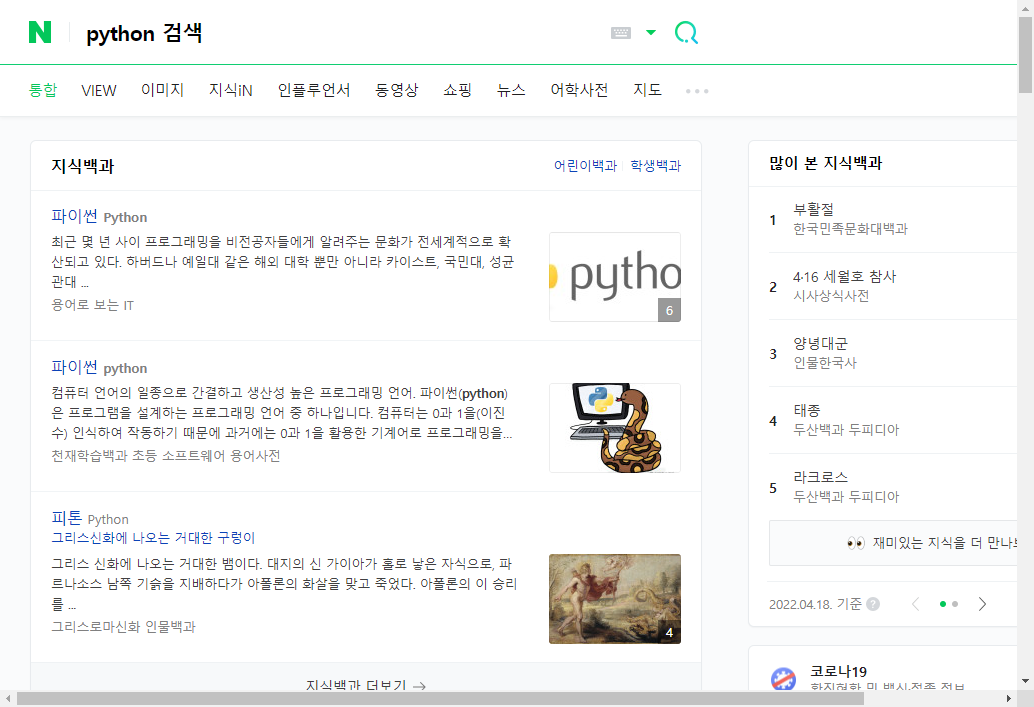 N
python 검색
통합 VIEW 이미지 지식iN 인플루언서 동영상 쇼핑 뉴스 어학사전 지도
지식백과 어린이백과 학생백과
파이썬 Python
최근 몇 년 사이 프로그래밍을 비전공자들에게 알려주는 문화가 전세계적으로 확
산되고 있다. 하버드나 예일대 같은 해외 대학 뿐만 아니라 카이스트, 국민대, 성균
관대 ...
용어로 보는 IT
pytho
6
파이썬 python
컴퓨터 언어의 일종으로 간결하고 생산성 높은 프로그래밍 언어. 파이썬(python)
은 프로그램을 설계하는 프로그래밍 언어 중 하나입니다. 컴퓨터는 0과 1을(이진
수) 인식하여 작동하기 때문에 과거에는 0과 1을 활용한 기계어로 프로그래밍을...
천재학습백과 초등 소프트웨어 용어사전
피톤 Python
그리스신화에 나오는 거대한 구렁이
그리스 신화에 나오는 거대한 뱀이다. 대지의 신 가이아가 홀로 낳은 자식으로, 파
르나소스 남쪽 기슭을 지배하다가 아폴론의 화살을 맞고 죽었다. 아폴론의 이 승리
를 ...
그리스로마신화 인물백과
4
지식백과 더보기 →
많이 본 지식백과
1 부활절
한국민족문화대백과
2 4·16 세월호 참사
시사상식사전
3 양녕대군
인물한국사
4 태종
두산백과 두피디아
5 라크로스
두산백과 두피디아
재미있는 지식을 더 만나보
2022.04.18. 기준 ?
코로나19
확진현황 및 백신·접종 정보